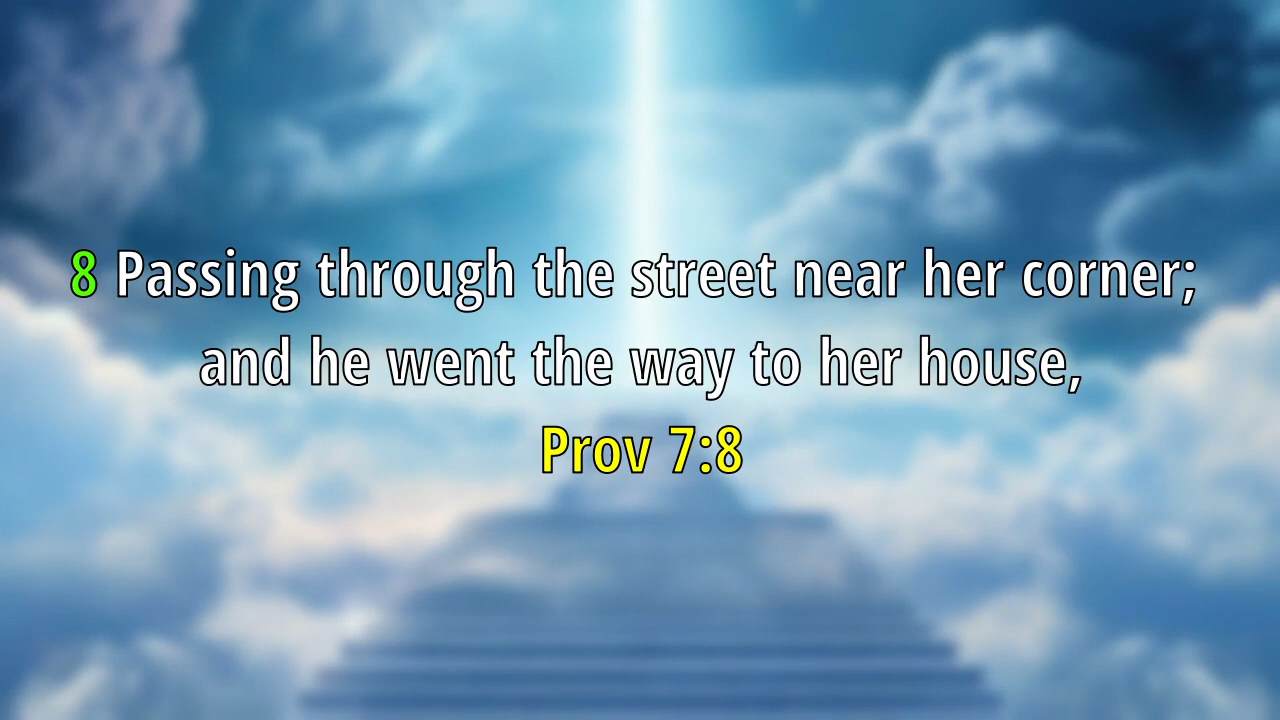 8 Passing through the street near her corner;
and he went the way to her house,
Prov 7:8